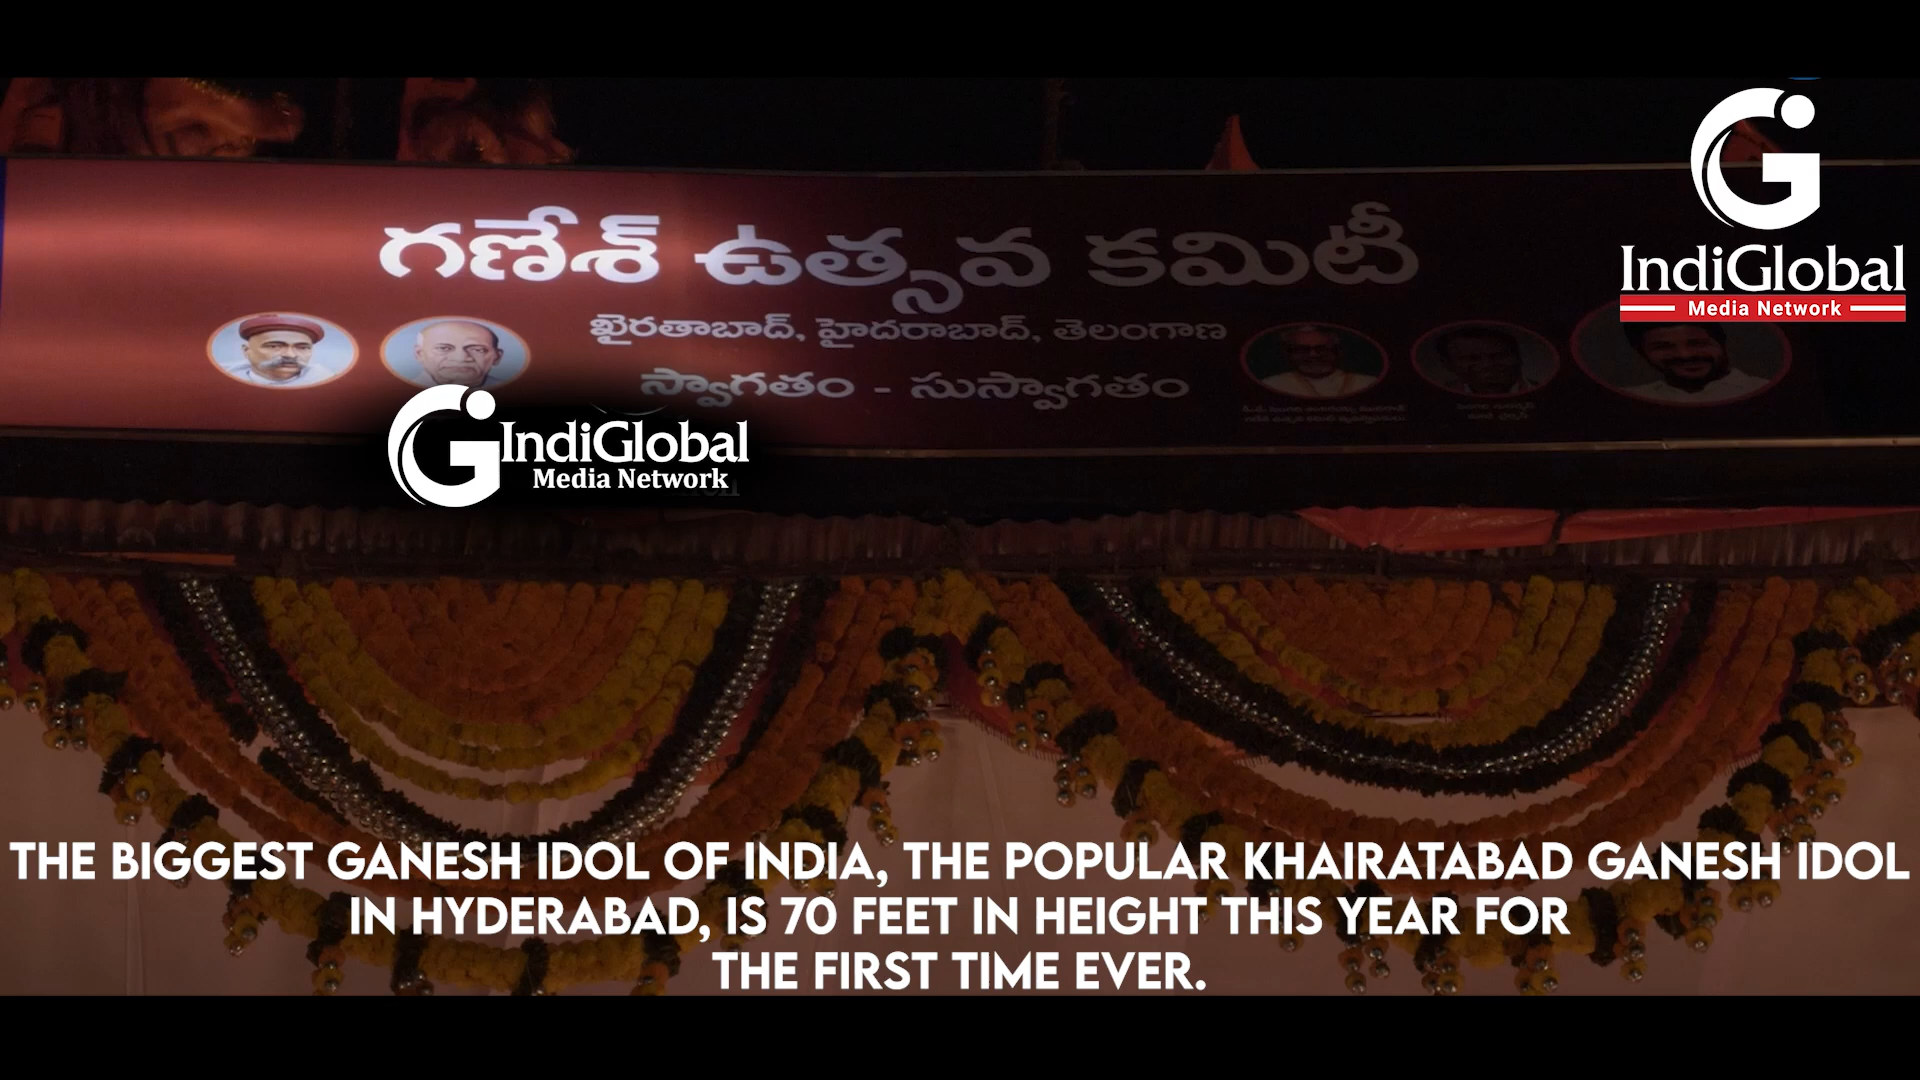 గణేశ్ ఉత్సవ కమిటీ
ఖైరతాబాద్, హైదరాబాద్, తెలంగాణ
స్వాగతం - సుస్వాగతం
IndiGlobal
Media Network
IndiGlobal
Media Network
THE BIGGEST GANESH IDOL OF INDIA, THE POPULAR KHAIRATABAD GANESH IDOL
IN HYDERABAD, IS 70 FEET IN HEIGHT THIS YEAR FOR
THE FIRST TIME EVER.